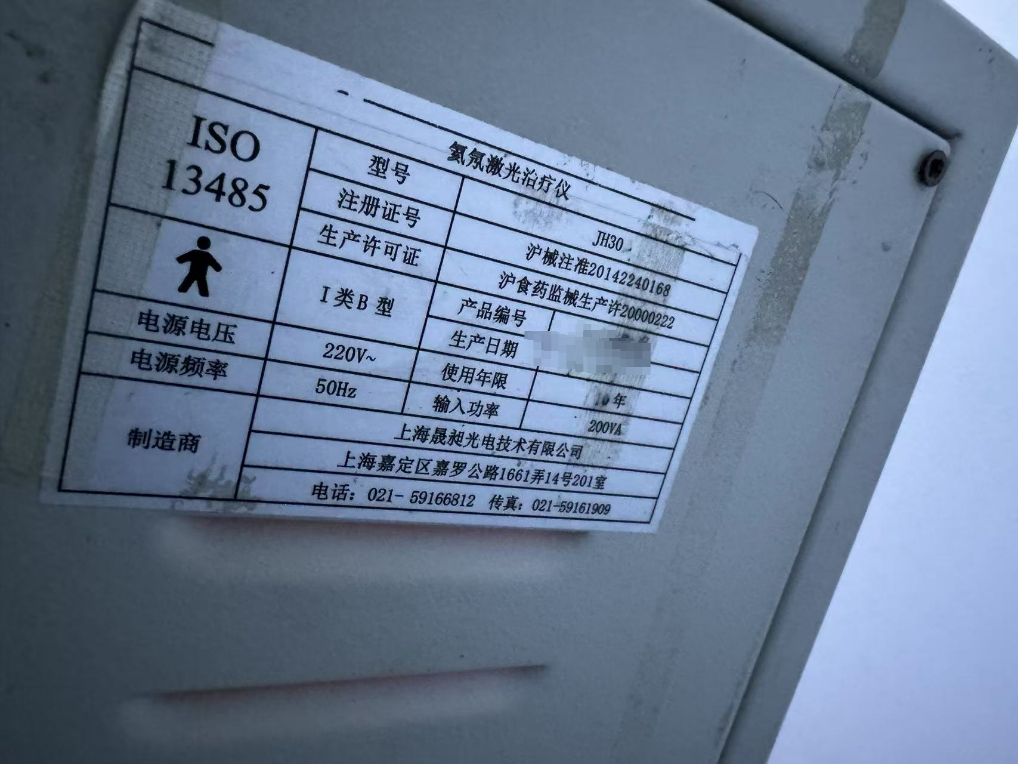 氦氖激光治疗仪
ISO 13485
型号 JH30
注册证号 沪械注准20142240168
生产许可证 沪食药监械生产许20000222
I类B型 产品编号
生产日期
电源电压 220V~ 使用年限 10年
电源频率 50Hz 输入功率 200VA
制造商 上海晟昶光电技术有限公司
上海嘉定区嘉罗公路1661弄14号201室
电话：021- 59166812 传真：021-59161909